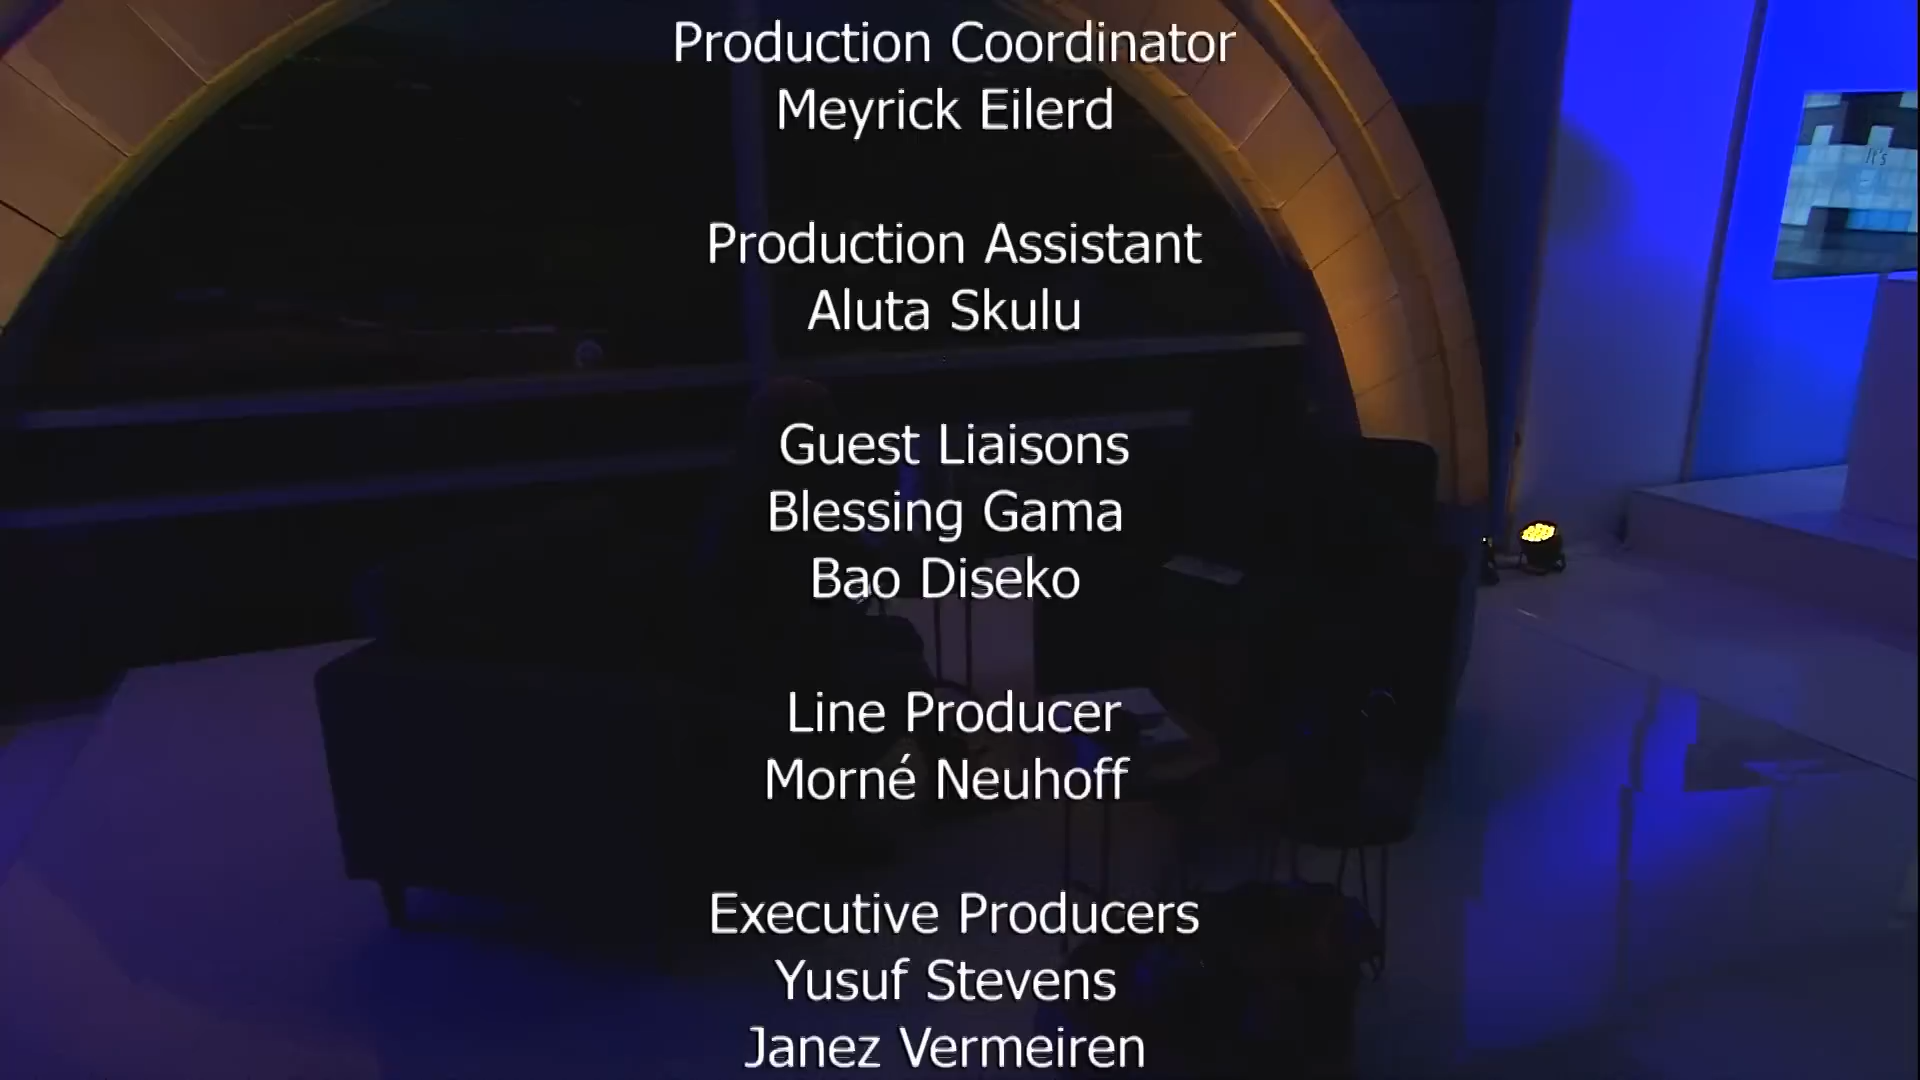 Production Coordinator
Meyrick Eilerd
Production Assistant
Aluta Skulu
Guest Liaisons
Blessing Gama
Bao Diseko
Line Producer
Morné Neuhoff
Executive Producers
Yusuf Stevens
Janez Vermeiren
It's